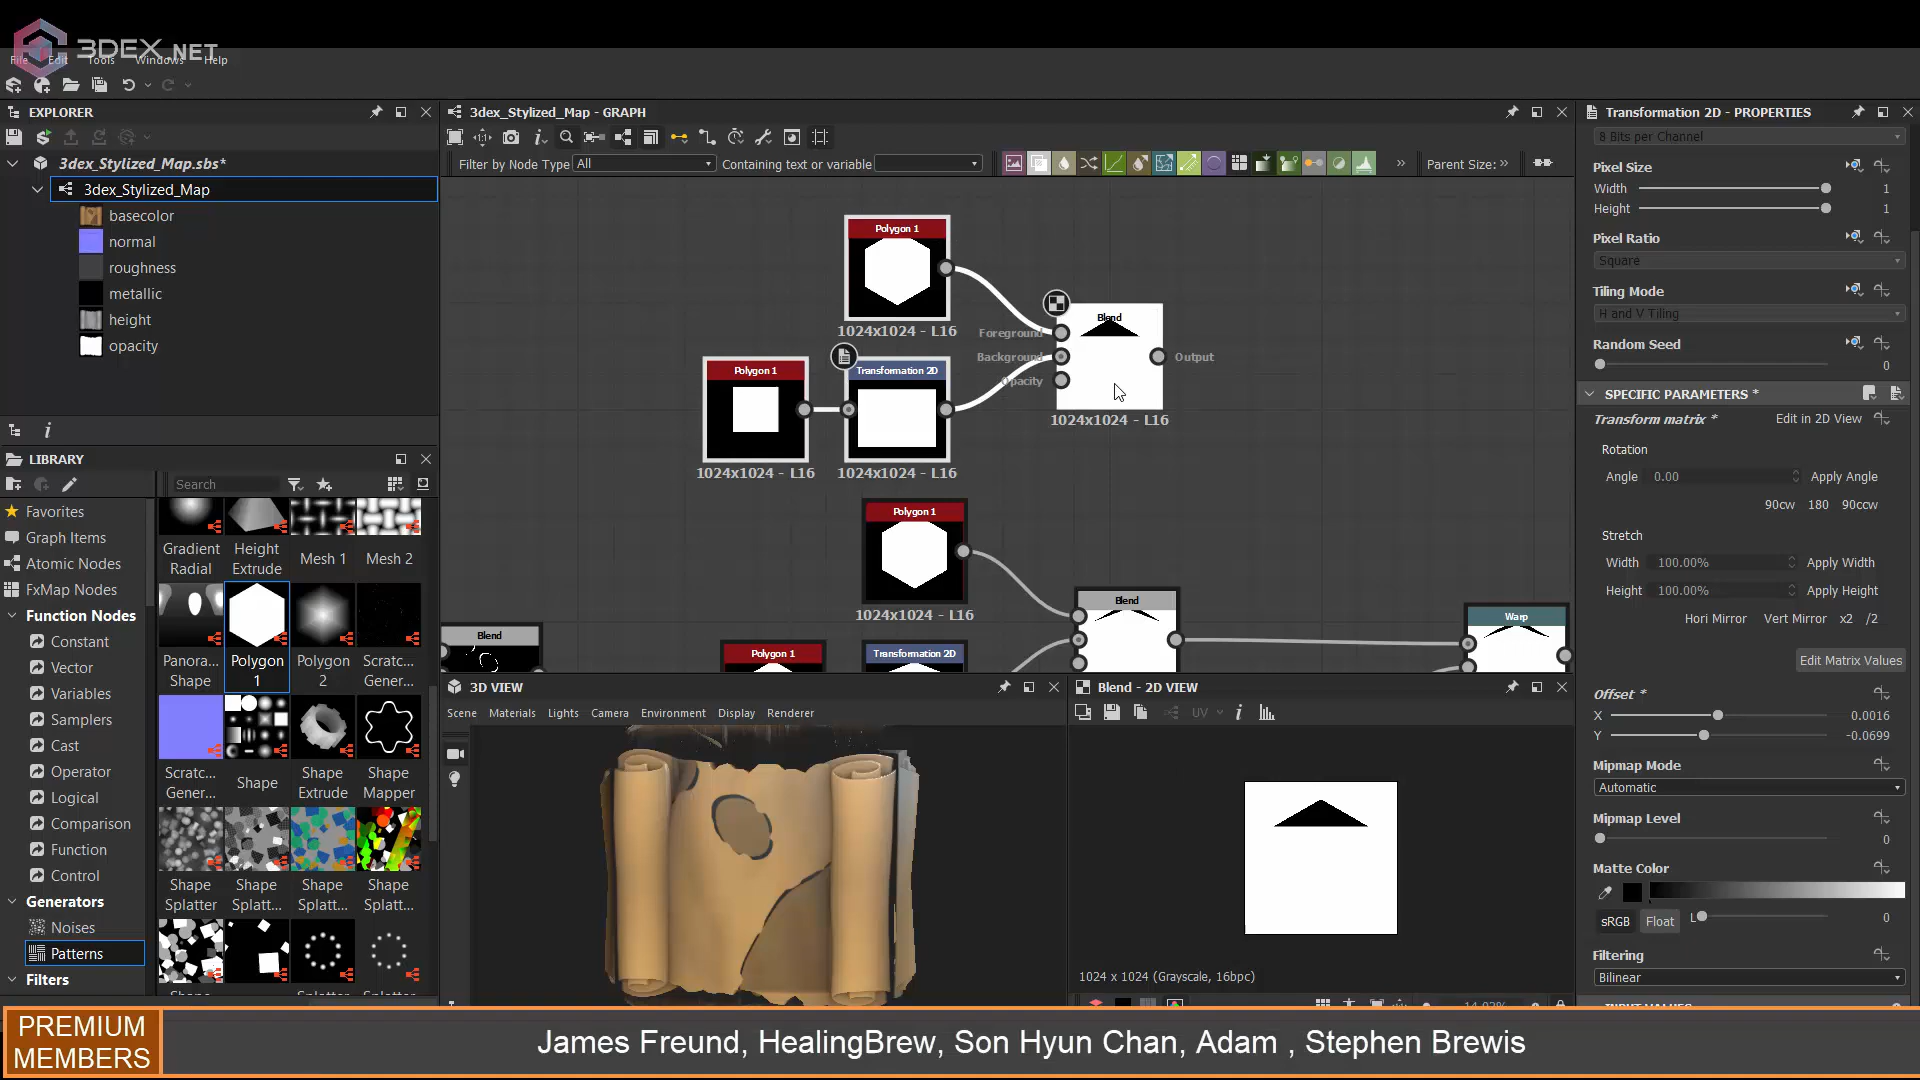 3DEX.NET
File Edit Tools Windows Help
EXPLORER
3dex_Stylized_Map.sbs*
3dex_Stylized_Map
basecolor
normal
roughness
metallic
height
opacity
LIBRARY
Search
Favorites
Graph Items
Atomic Nodes
FxMap Nodes
Function Nodes
Constant
Vector
Variables
Samplers
Cast
Operator
Logical
Comparison
Function
Control
Generators
Noises
Patterns
Filters
Gradient Radial
Height Extrude
Mesh 1
Mesh 2
Panora... Shape
Polygon 1
Polygon 2
Scratc... Gener...
Scratc... Gener...
Shape
Shape Extrude
Shape Mapper
Shape Splatter
Shape Splatt...
Shape Splatt...
Shape Splatt...
3dex_Stylized_Map - GRAPH
Filter by Node Type All Containing text or variable
Parent Size:
Polygon 1
1024x1024 - L16
Polygon 1
1024x1024 - L16
Transformation 2D
1024x1024 - L16
Foreground
Background
Opacity
Blend
Output
1024x1024 - L16
Polygon 1
1024x1024 - L16
Blend
Polygon 1
Transformation 2D
Blend
Warp
3D VIEW
Scene Materials Lights Camera Environment Display Renderer
Blend - 2D VIEW
UV
1024 x 1024 (Grayscale, 16bpc)
Transformation 2D - PROPERTIES
8 Bits per Channel
Pixel Size
Width 1
Height 1
Pixel Ratio
Square
Tiling Mode
H and V Tiling
Random Seed
0
SPECIFIC PARAMETERS *
Transform matrix * Edit in 2D View
Rotation
Angle 0.00 Apply Angle
90cw 180 90ccw
Stretch
Width 100.00% Apply Width
Height 100.00% Apply Height
Hori Mirror Vert Mirror x2 /2
Edit Matrix Values
Offset *
X 0.0016
Y -0.0699
Mipmap Mode
Automatic
Mipmap Level
0
Matte Color
sRGB Float L 0
Filtering
Bilinear
PREMIUM MEMBERS
James Freund, HealingBrew, Son Hyun Chan, Adam , Stephen Brewis